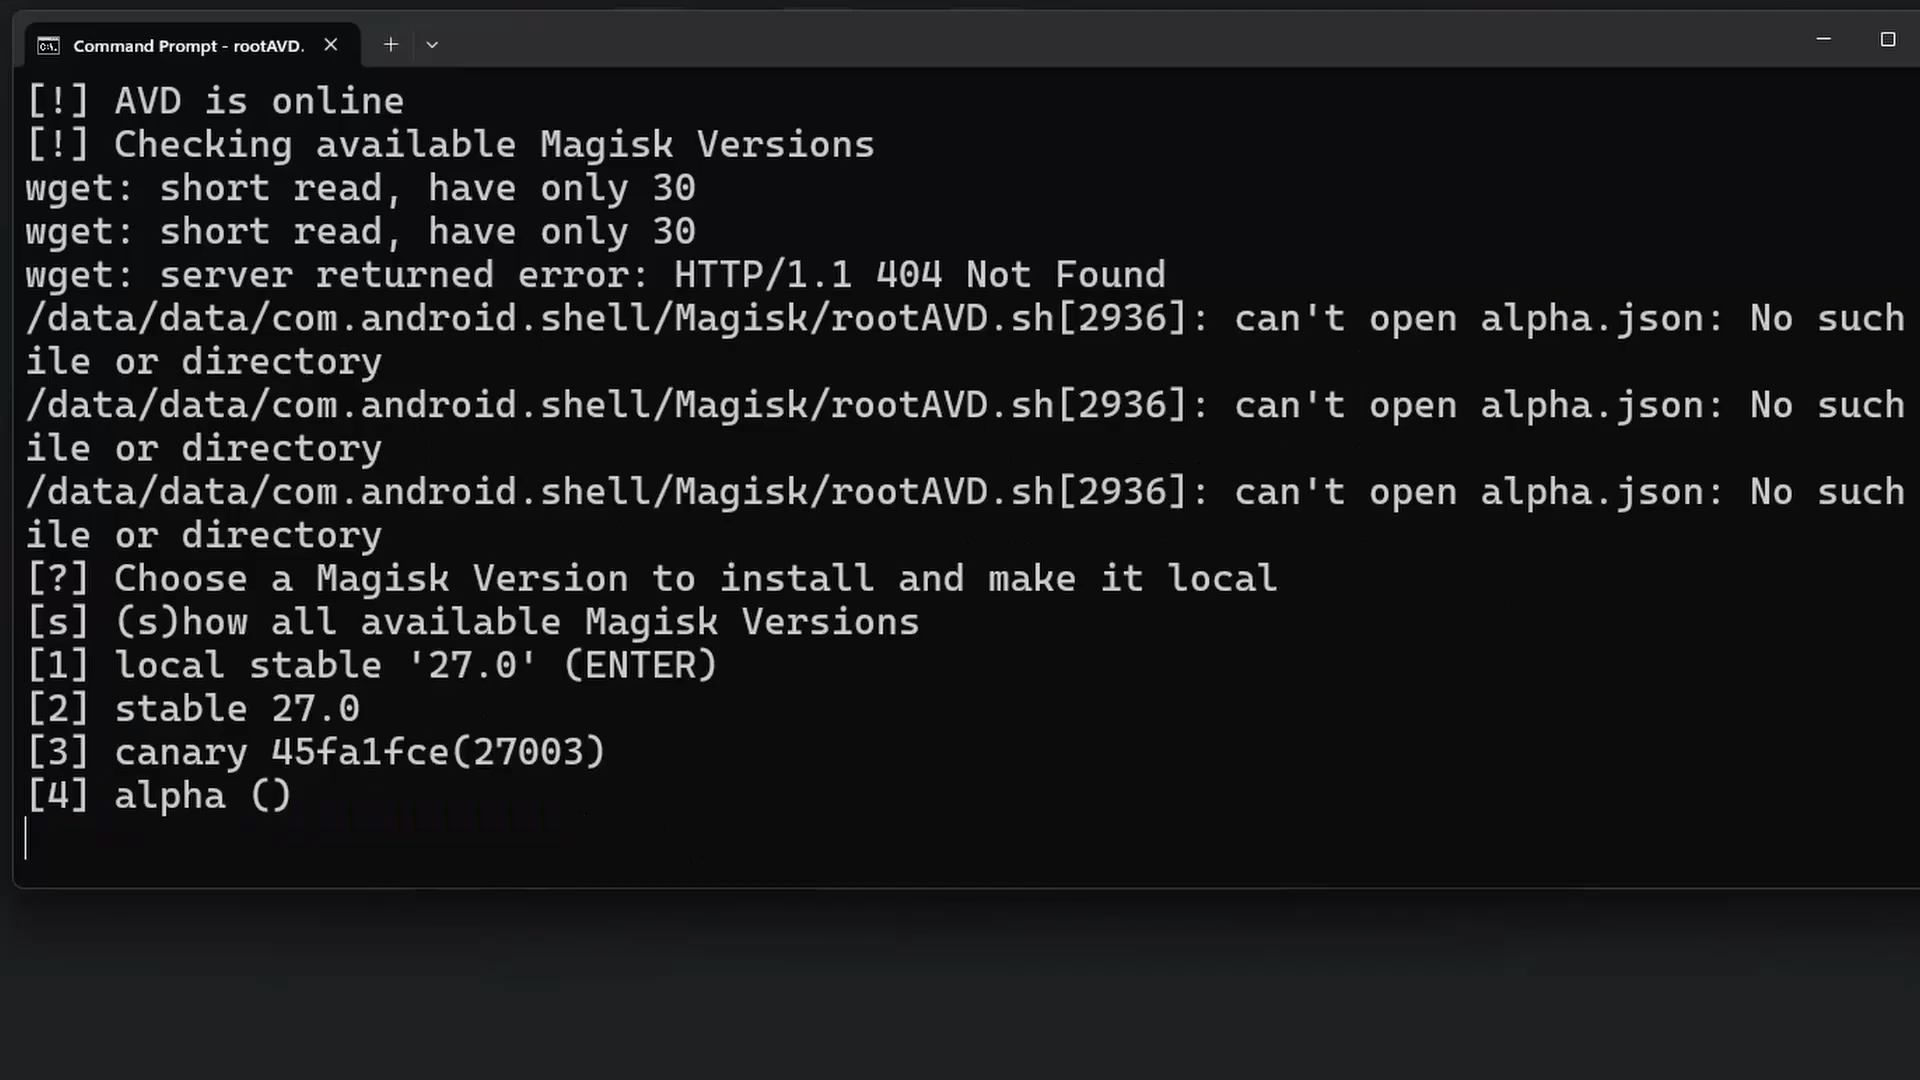 Command Prompt - rootAVD.
[!] AVD is online
[!] Checking available Magisk Versions
wget: short read, have only 30
wget: short read, have only 30
wget: server returned error: HTTP/1.1 404 Not Found
/data/data/com.android.shell/Magisk/rootAVD.sh[2936]: can't open alpha.json: No such
ile or directory
/data/data/com.android.shell/Magisk/rootAVD.sh[2936]: can't open alpha.json: No such
ile or directory
/data/data/com.android.shell/Magisk/rootAVD.sh[2936]: can't open alpha.json: No such
ile or directory
[?] Choose a Magisk Version to install and make it local
[s] (s)how all available Magisk Versions
[1] local stable '27.0' (ENTER)
[2] stable 27.0
[3] canary 45fa1fce(27003)
[4] alpha ()